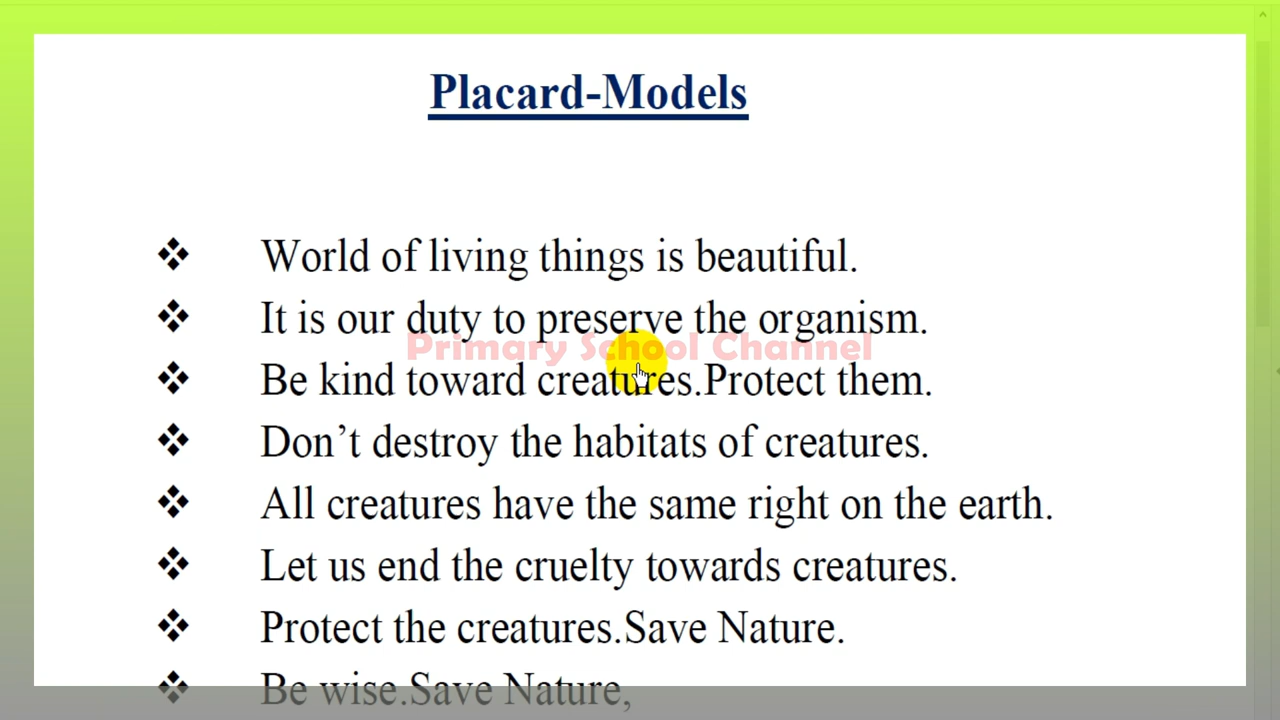 Placard-Models
❖ World of living things is beautiful.
❖ It is our duty to preserve the organism.
Primary School Channel
❖ Be kind toward creatures.Protect them.
❖ Don’t destroy the habitats of creatures.
❖ All creatures have the same right on the earth.
❖ Let us end the cruelty towards creatures.
❖ Protect the creatures.Save Nature.
❖ Be wise.Save Nature,